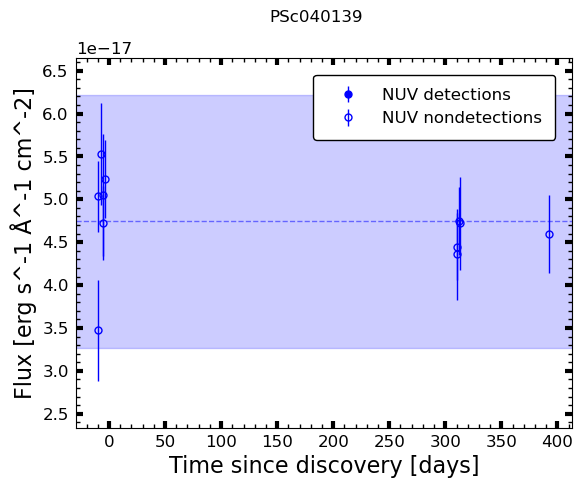 PSc040139
1e−17
6.5
6.0
5.5
5.0
4.5
4.0
3.5
3.0
2.5
Flux [erg s^-1 Å^-1 cm^-2]
NUV detections
NUV nondetections
0 50 100 150 200 250 300 350 400
Time since discovery [days]